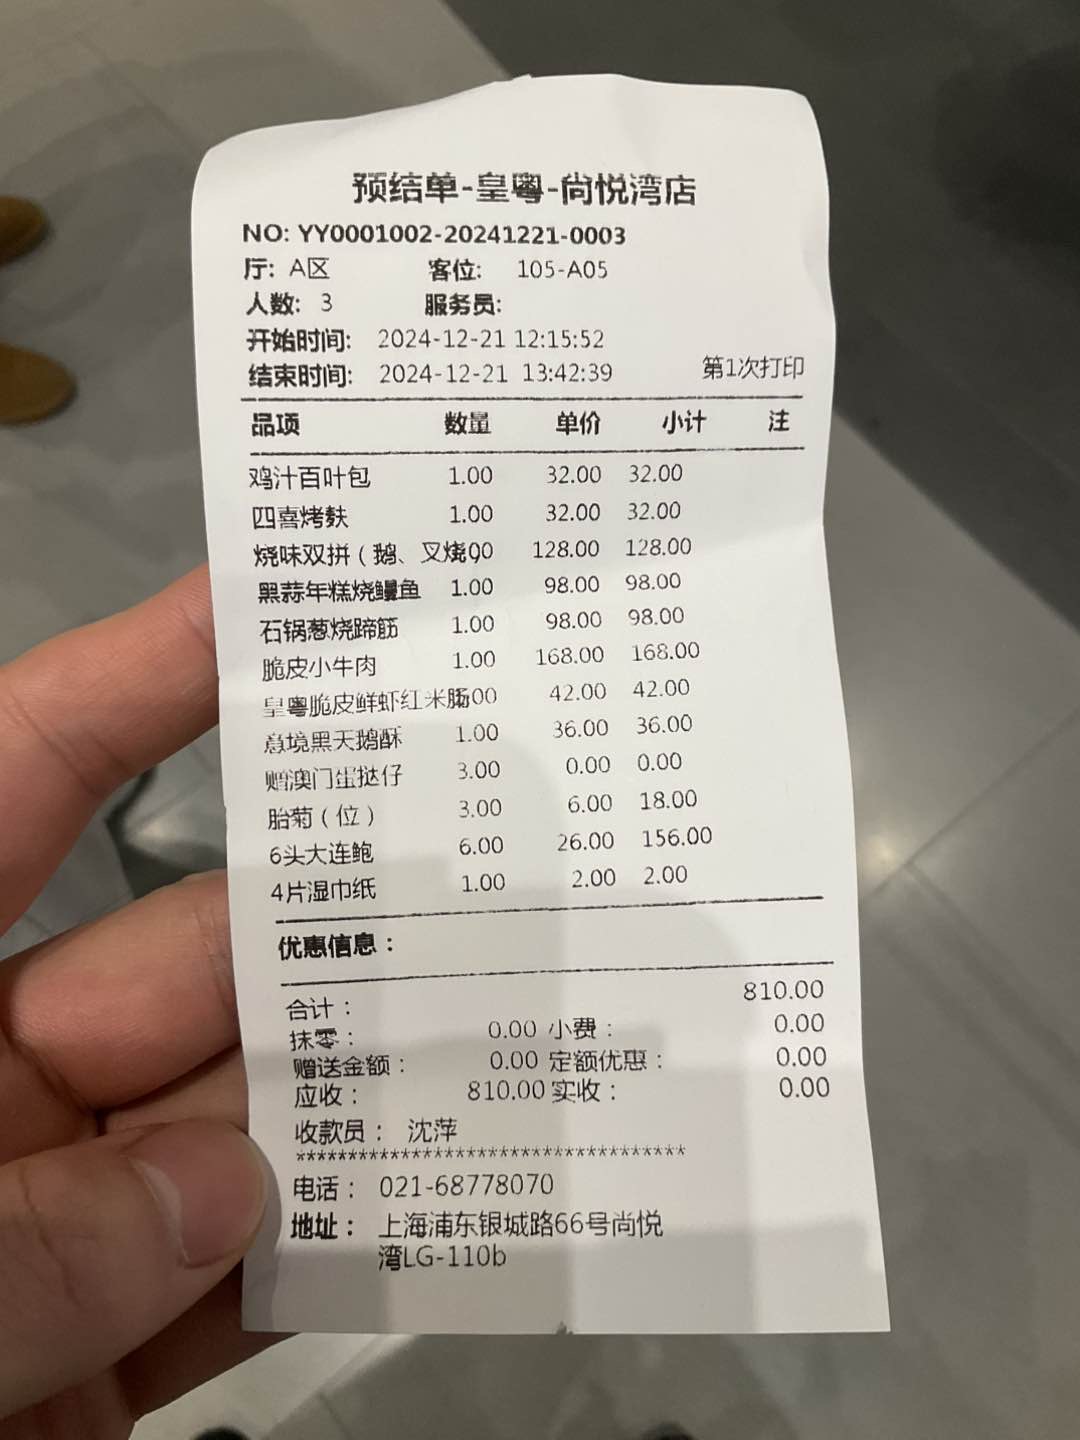 预结单-皇粤-尚悦湾店
NO: YY0001002-20241221-0003
厅: A区 客位: 105-A05
人数: 3 服务员:
开始时间: 2024-12-21 12:15:52
结束时间: 2024-12-21 13:42:39 第1次打印
品项 数量 单价 小计 注
鸡汁百叶包 1.00 32.00 32.00
四喜烤麸 1.00 32.00 32.00
烧味双拼（鹅、叉烧 00 128.00 128.00
黑蒜年糕烧鳗鱼 1.00 98.00 98.00
石锅葱烧蹄筋 1.00 98.00 98.00
脆皮小牛肉 1.00 168.00 168.00
皇粤脆皮鲜虾红米肠 00 42.00 42.00
意境黑天鹅酥 1.00 36.00 36.00
赠澳门蛋挞仔 3.00 0.00 0.00
胎菊（位） 3.00 6.00 18.00
6头大连鲍 6.00 26.00 156.00
4片湿巾纸 1.00 2.00 2.00
优惠信息：
合计： 810.00
抹零： 0.00 小费： 0.00
赠送金额： 0.00 定额优惠： 0.00
应收： 810.00 实收： 0.00
收款员： 沈萍
************************************
电话： 021-68778070
地址： 上海浦东银城路66号尚悦
湾LG-110b